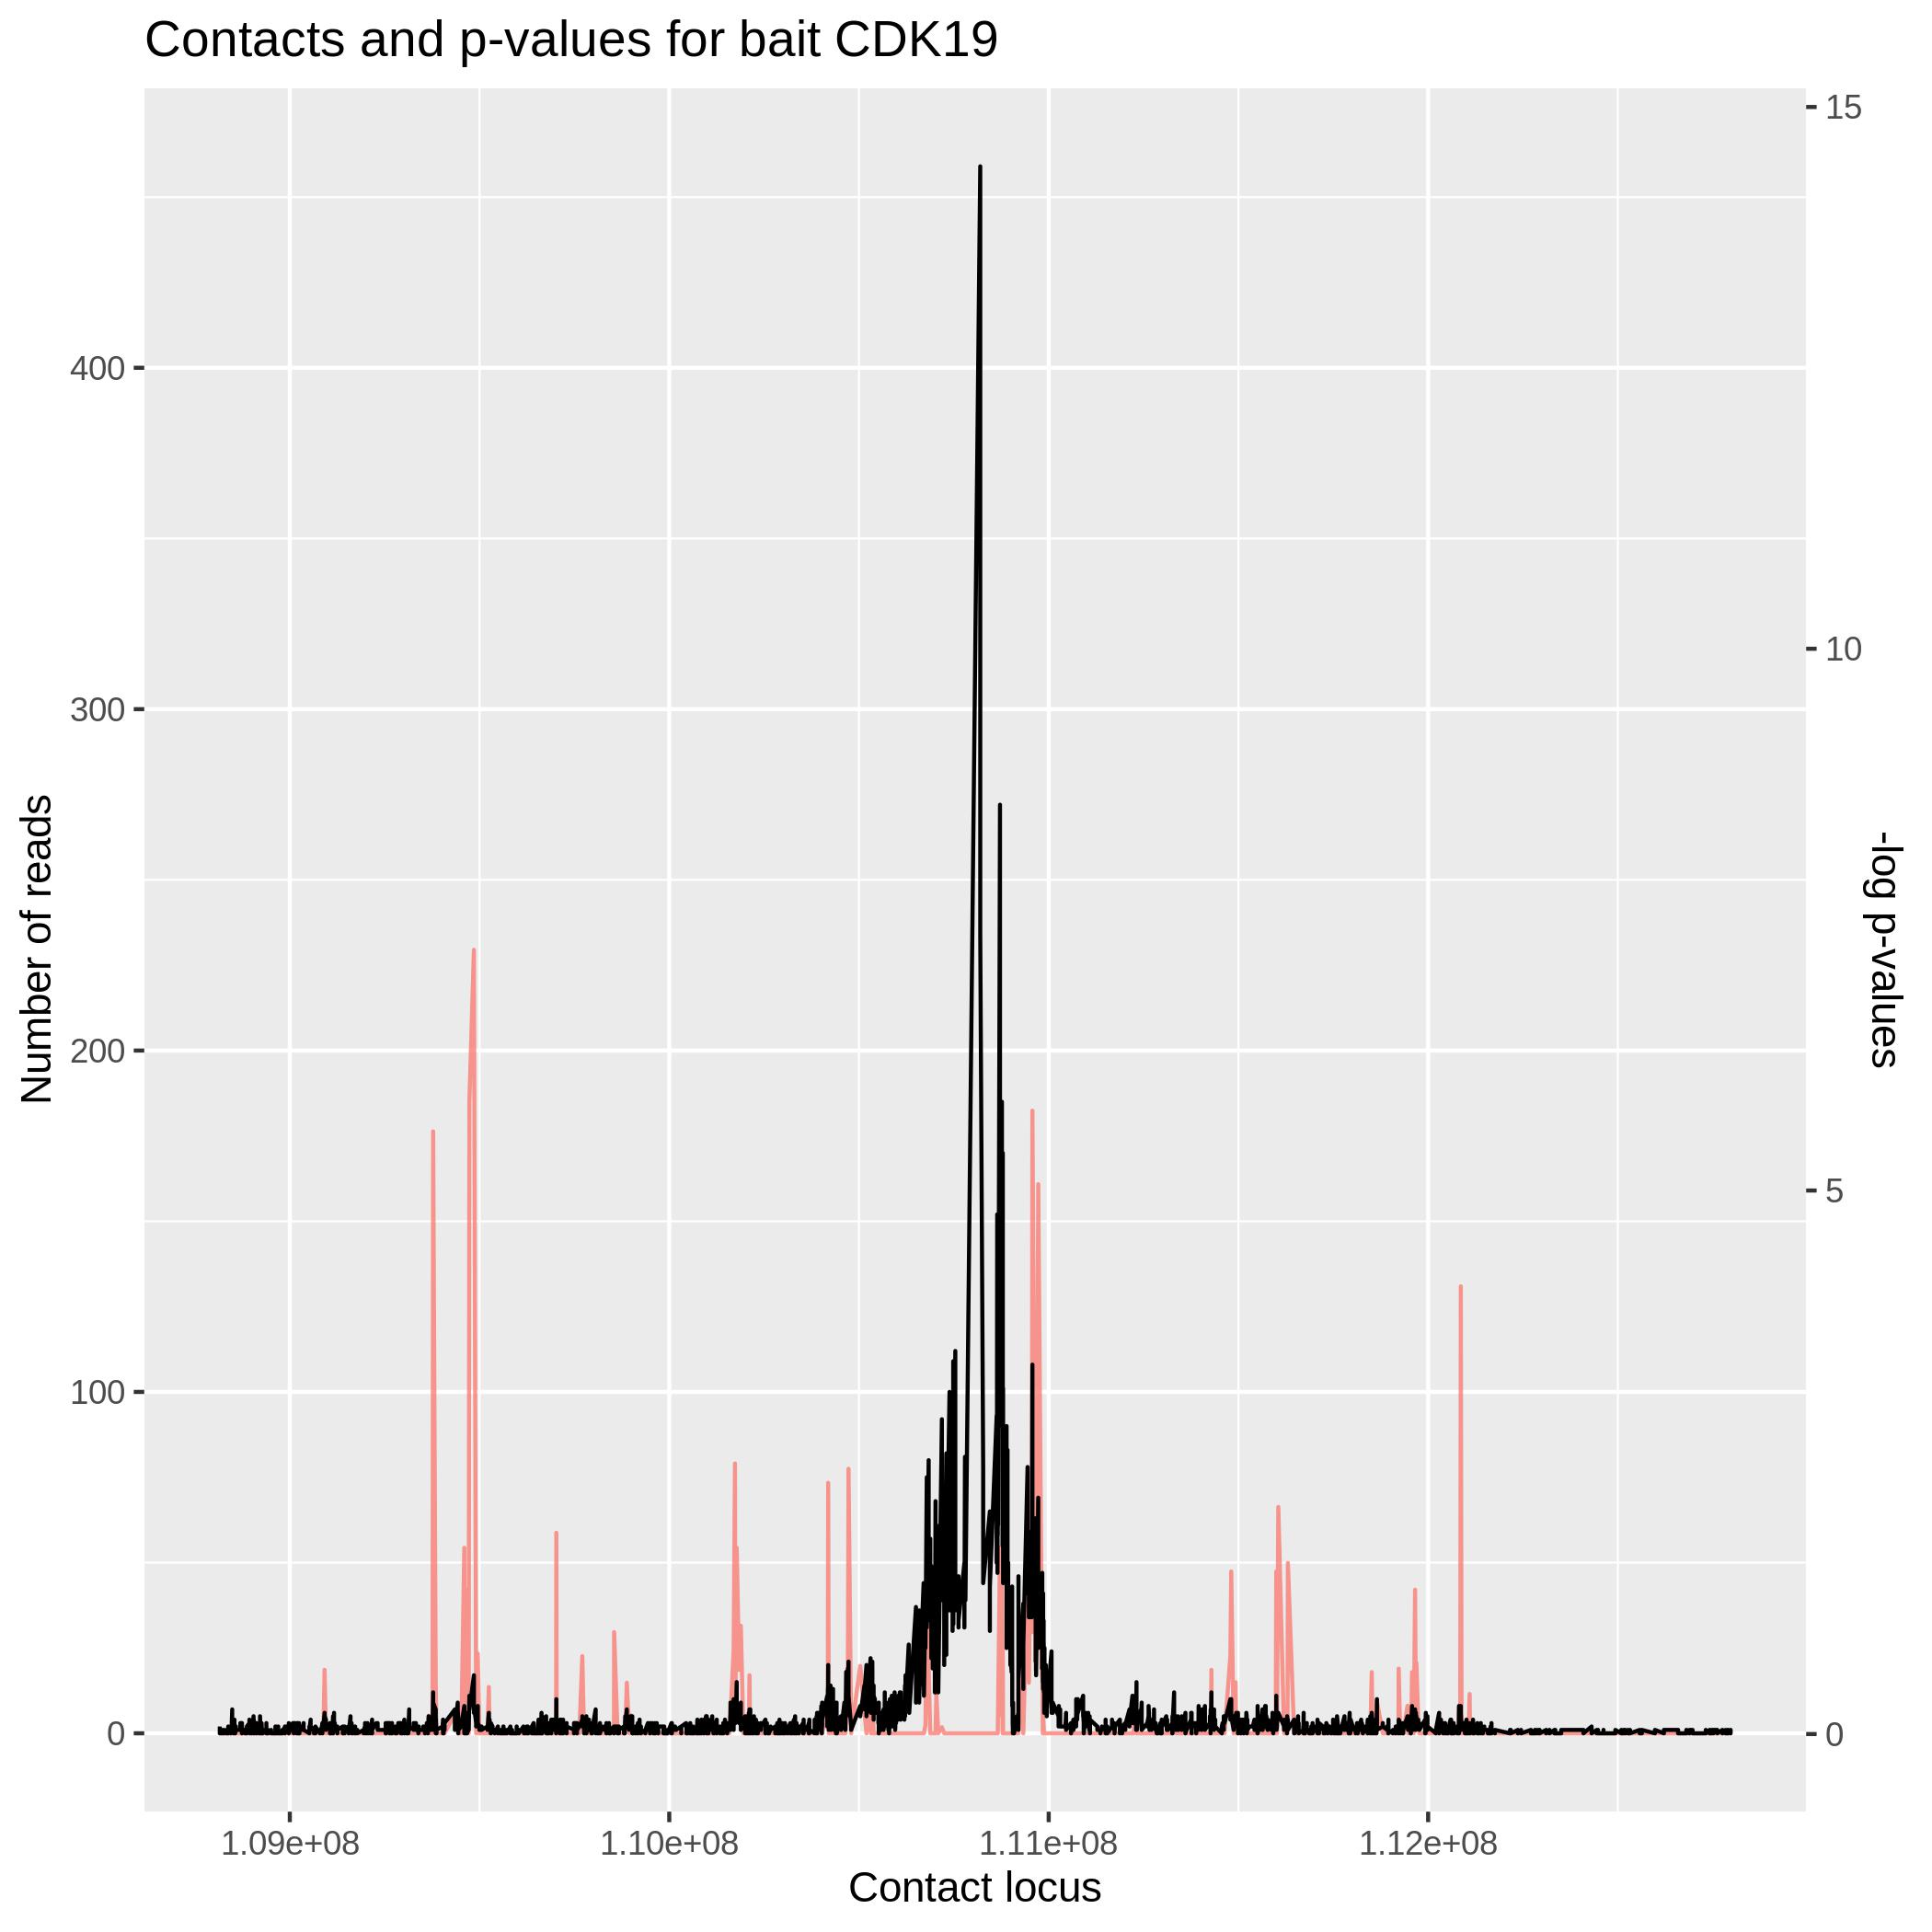 Contacts and p-values for bait CDK19
15
400
10
300
Number of reads
-log p-values
200
5
100
0
0
1.09e+08
1.10e+08
1.11e+08
1.12e+08
Contact locus